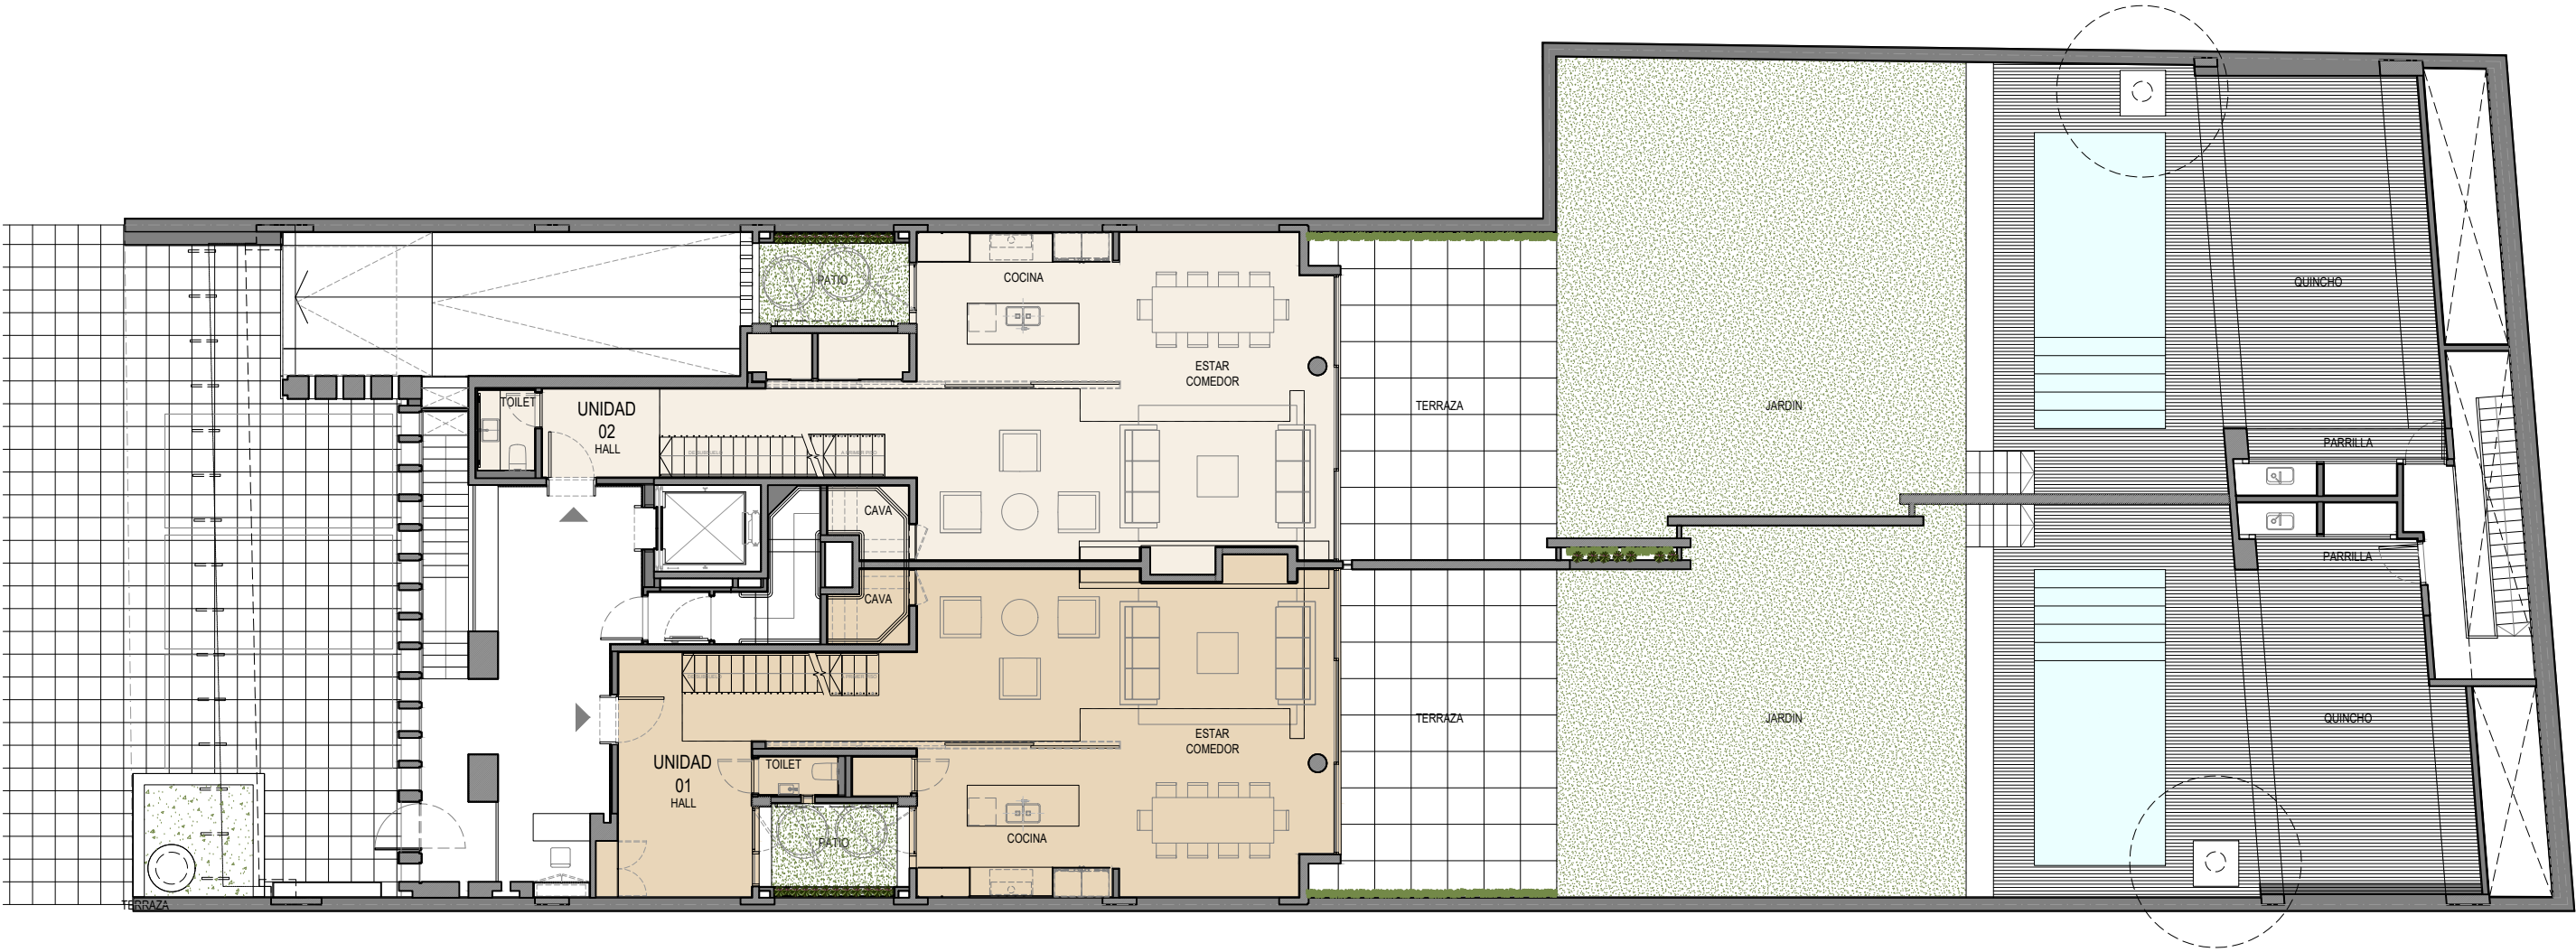 PATIO
COCINA
ESTAR
COMEDOR
QUINCHO
TOILET
UNIDAD
02
HALL
TERRAZA
JARDIN
PARRILLA
CAVA
CAVA
PARRILLA
TERRAZA
JARDIN
QUINCHO
ESTAR
COMEDOR
UNIDAD
01
HALL
TOILET
PATIO
COCINA
TERRAZA